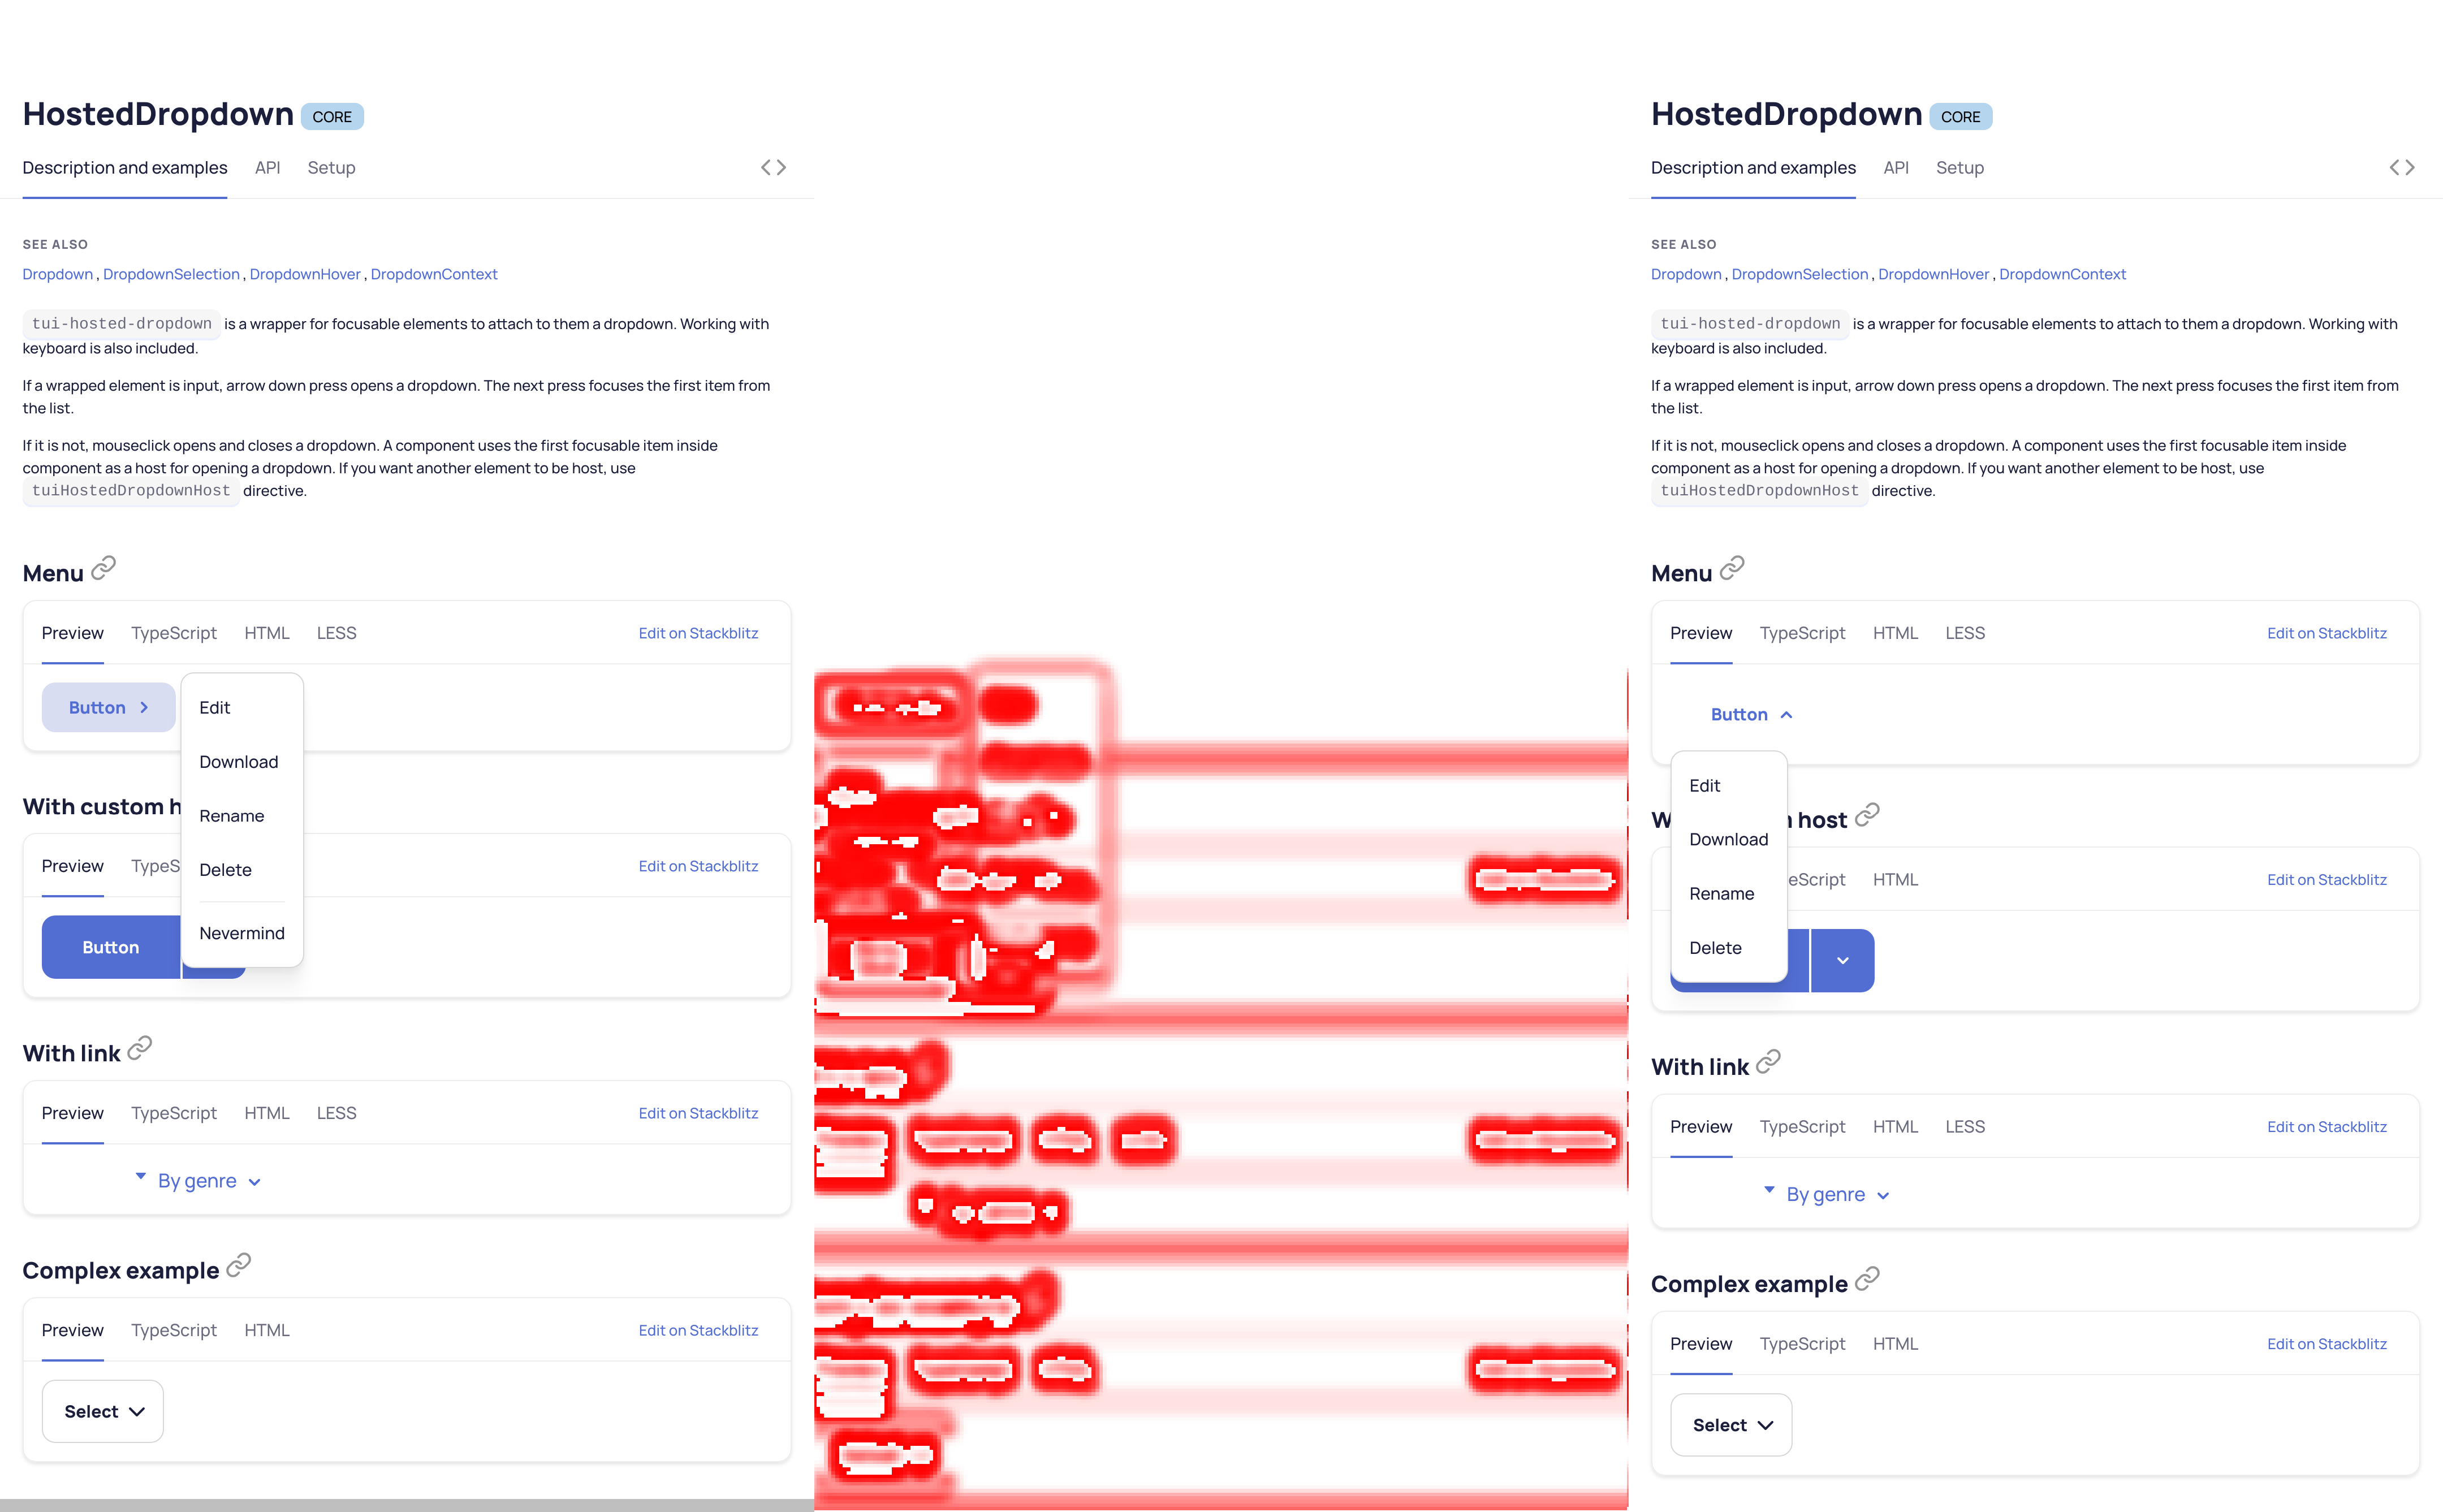 HostedDropdown CORE
Description and examples API Setup
SEE ALSO
Dropdown , DropdownSelection , DropdownHover , DropdownContext
tui-hosted-dropdown is a wrapper for focusable elements to attach to them a dropdown. Working with
keyboard is also included.
If a wrapped element is input, arrow down press opens a dropdown. The next press focuses the first item from
the list.
If it is not, mouseclick opens and closes a dropdown. A component uses the first focusable item inside
component as a host for opening a dropdown. If you want another element to be host, use
tuiHostedDropdownHost directive.
Menu
Preview TypeScript HTML LESS Edit on Stackblitz
Button Edit
Download
With custom h
Rename
Preview TypeS Delete Edit on Stackblitz
Button Nevermind
With link
Preview TypeScript HTML LESS Edit on Stackblitz
By genre
Complex example
Preview TypeScript HTML Edit on Stackblitz
Select
HostedDropdown CORE
Description and examples API Setup
SEE ALSO
Dropdown , DropdownSelection , DropdownHover , DropdownContext
tui-hosted-dropdown is a wrapper for focusable elements to attach to them a dropdown. Working with
keyboard is also included.
If a wrapped element is input, arrow down press opens a dropdown. The next press focuses the first item from
the list.
If it is not, mouseclick opens and closes a dropdown. A component uses the first focusable item inside
component as a host for opening a dropdown. If you want another element to be host, use
tuiHostedDropdownHost directive.
Menu
Preview TypeScript HTML LESS Edit on Stackblitz
Button
Edit
W host
Download
eScript HTML Edit on Stackblitz
Rename
Delete
With link
Preview TypeScript HTML LESS Edit on Stackblitz
By genre
Complex example
Preview TypeScript HTML Edit on Stackblitz
Select